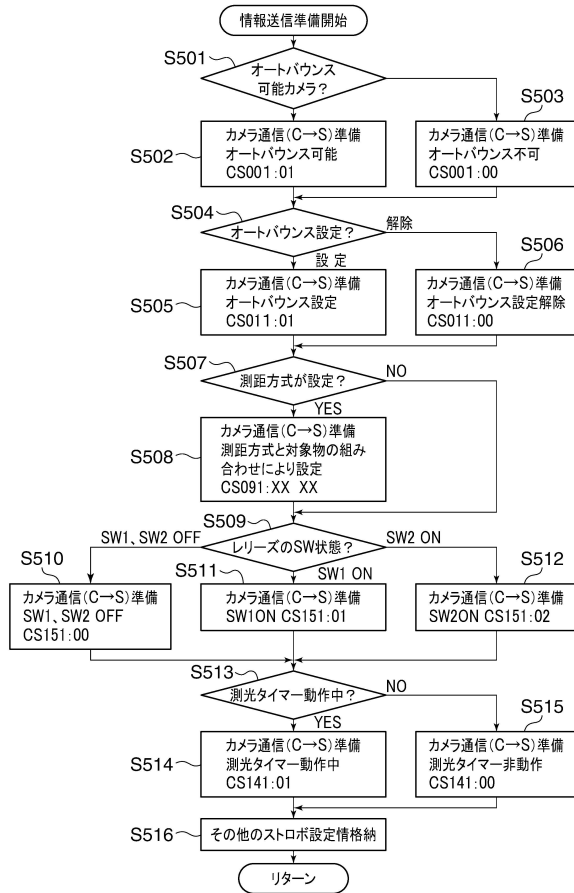 情報送信準備開始
S501
オートバウンス
可能カメラ？
S503
S502
カメラ通信(C→S)準備
オートバウンス可能
CS001:01
カメラ通信(C→S)準備
オートバウンス不可
CS001:00
S504
オートバウンス設定？
解除
設 定
S506
S505
カメラ通信(C→S)準備
オートバウンス設定
CS011:01
カメラ通信(C→S)準備
オートバウンス設定解除
CS011:00
S507
測距方式が設定？
NO
YES
S508
カメラ通信(C→S)準備
測距方式と対象物の組み
合わせにより設定
CS091:XX XX
S509
SW1、SW2 OFF
レリーズのSW状態？
SW2 ON
S510
S511
SW1 ON
S512
カメラ通信(C→S)準備
SW1、SW2 OFF
CS151:00
カメラ通信(C→S)準備
SW1ON CS151:01
カメラ通信(C→S)準備
SW2ON CS151:02
S513
測光タイマー動作中？
NO
YES
S515
S514
カメラ通信(C→S)準備
測光タイマー動作中
CS141:01
カメラ通信(C→S)準備
測光タイマー非動作
CS141:00
S516
その他のストロボ設定情格納
リターン